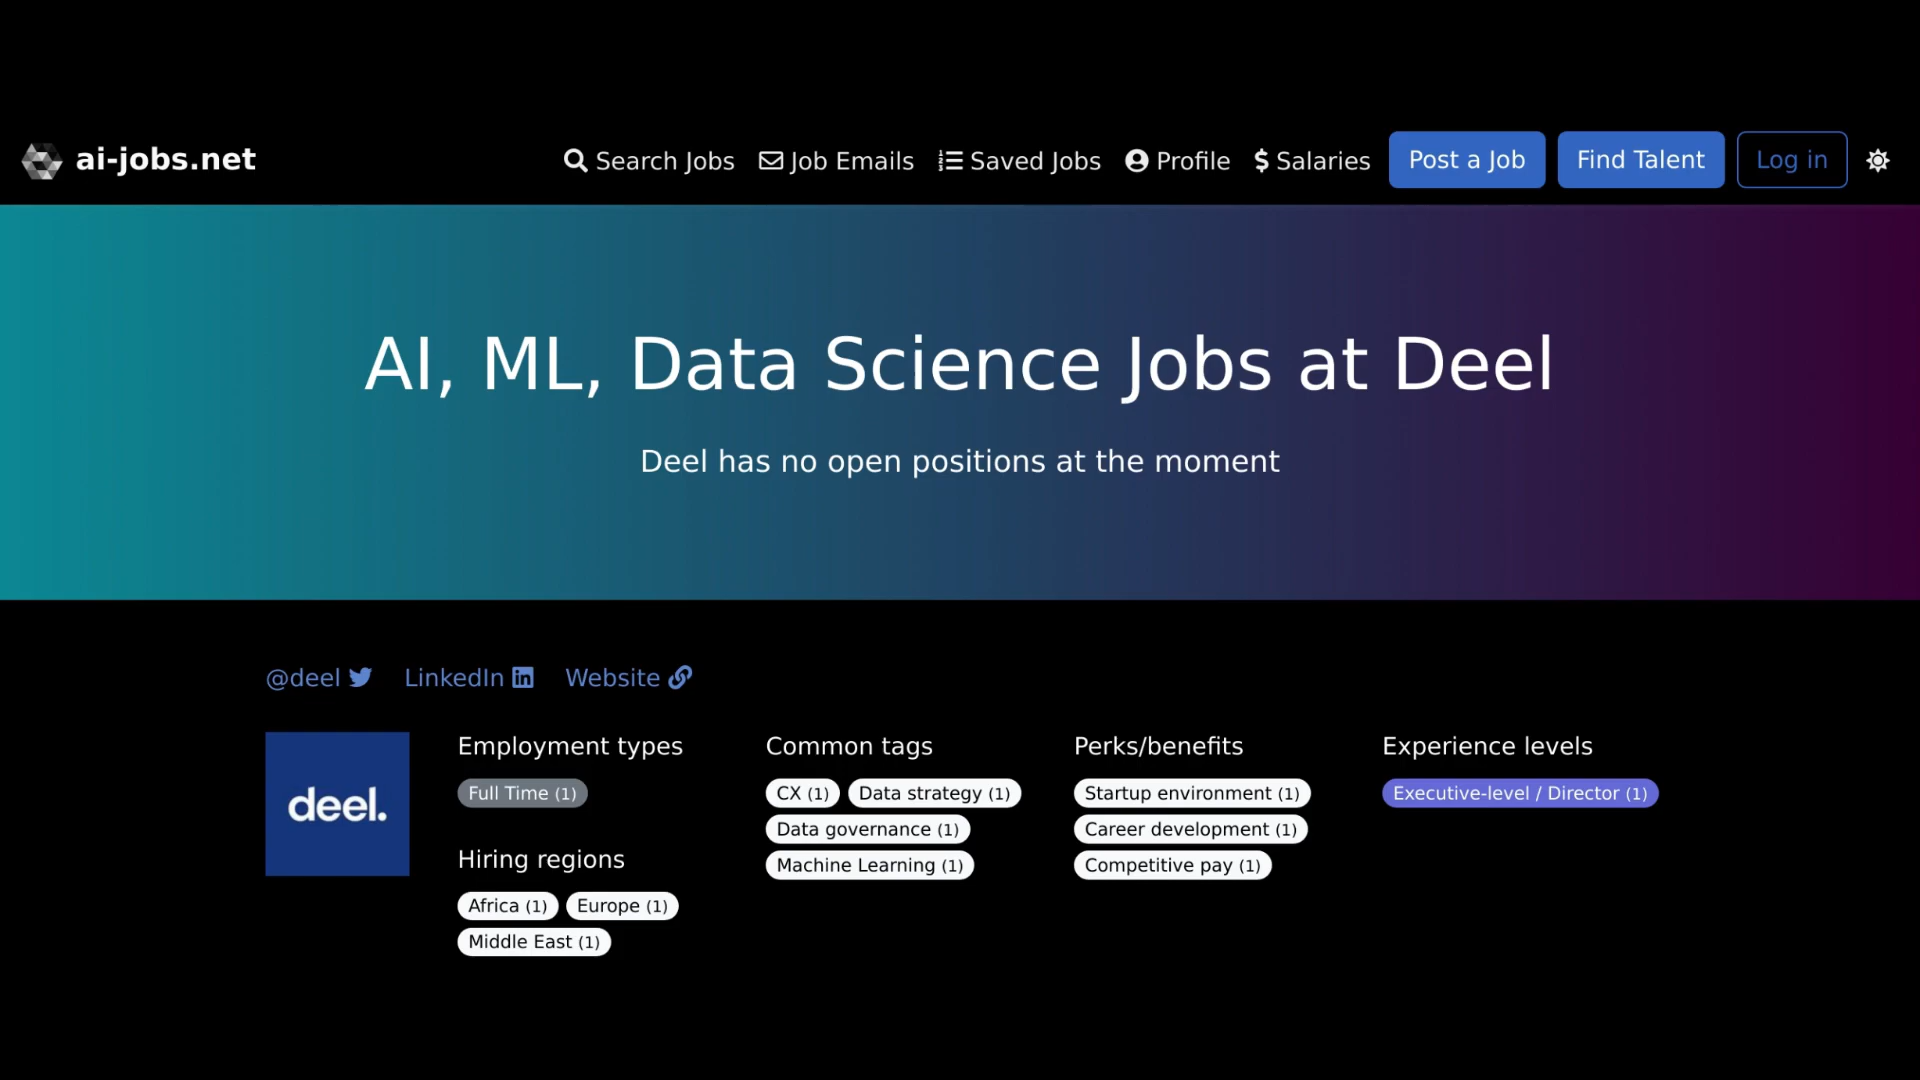 ai-jobs.net Search Jobs Job Emails Saved Jobs Profile Salaries Post a Job Find Talent Log in
AI, ML, Data Science Jobs at Deel
Deel has no open positions at the moment
@deel LinkedIn Website
deel.
Employment types
Full Time (1)
Hiring regions
Africa (1) Europe (1)
Middle East (1)
Common tags
CX (1) Data strategy (1)
Data governance (1)
Machine Learning (1)
Perks/benefits
Startup environment (1)
Career development (1)
Competitive pay (1)
Experience levels
Executive-level / Director (1)